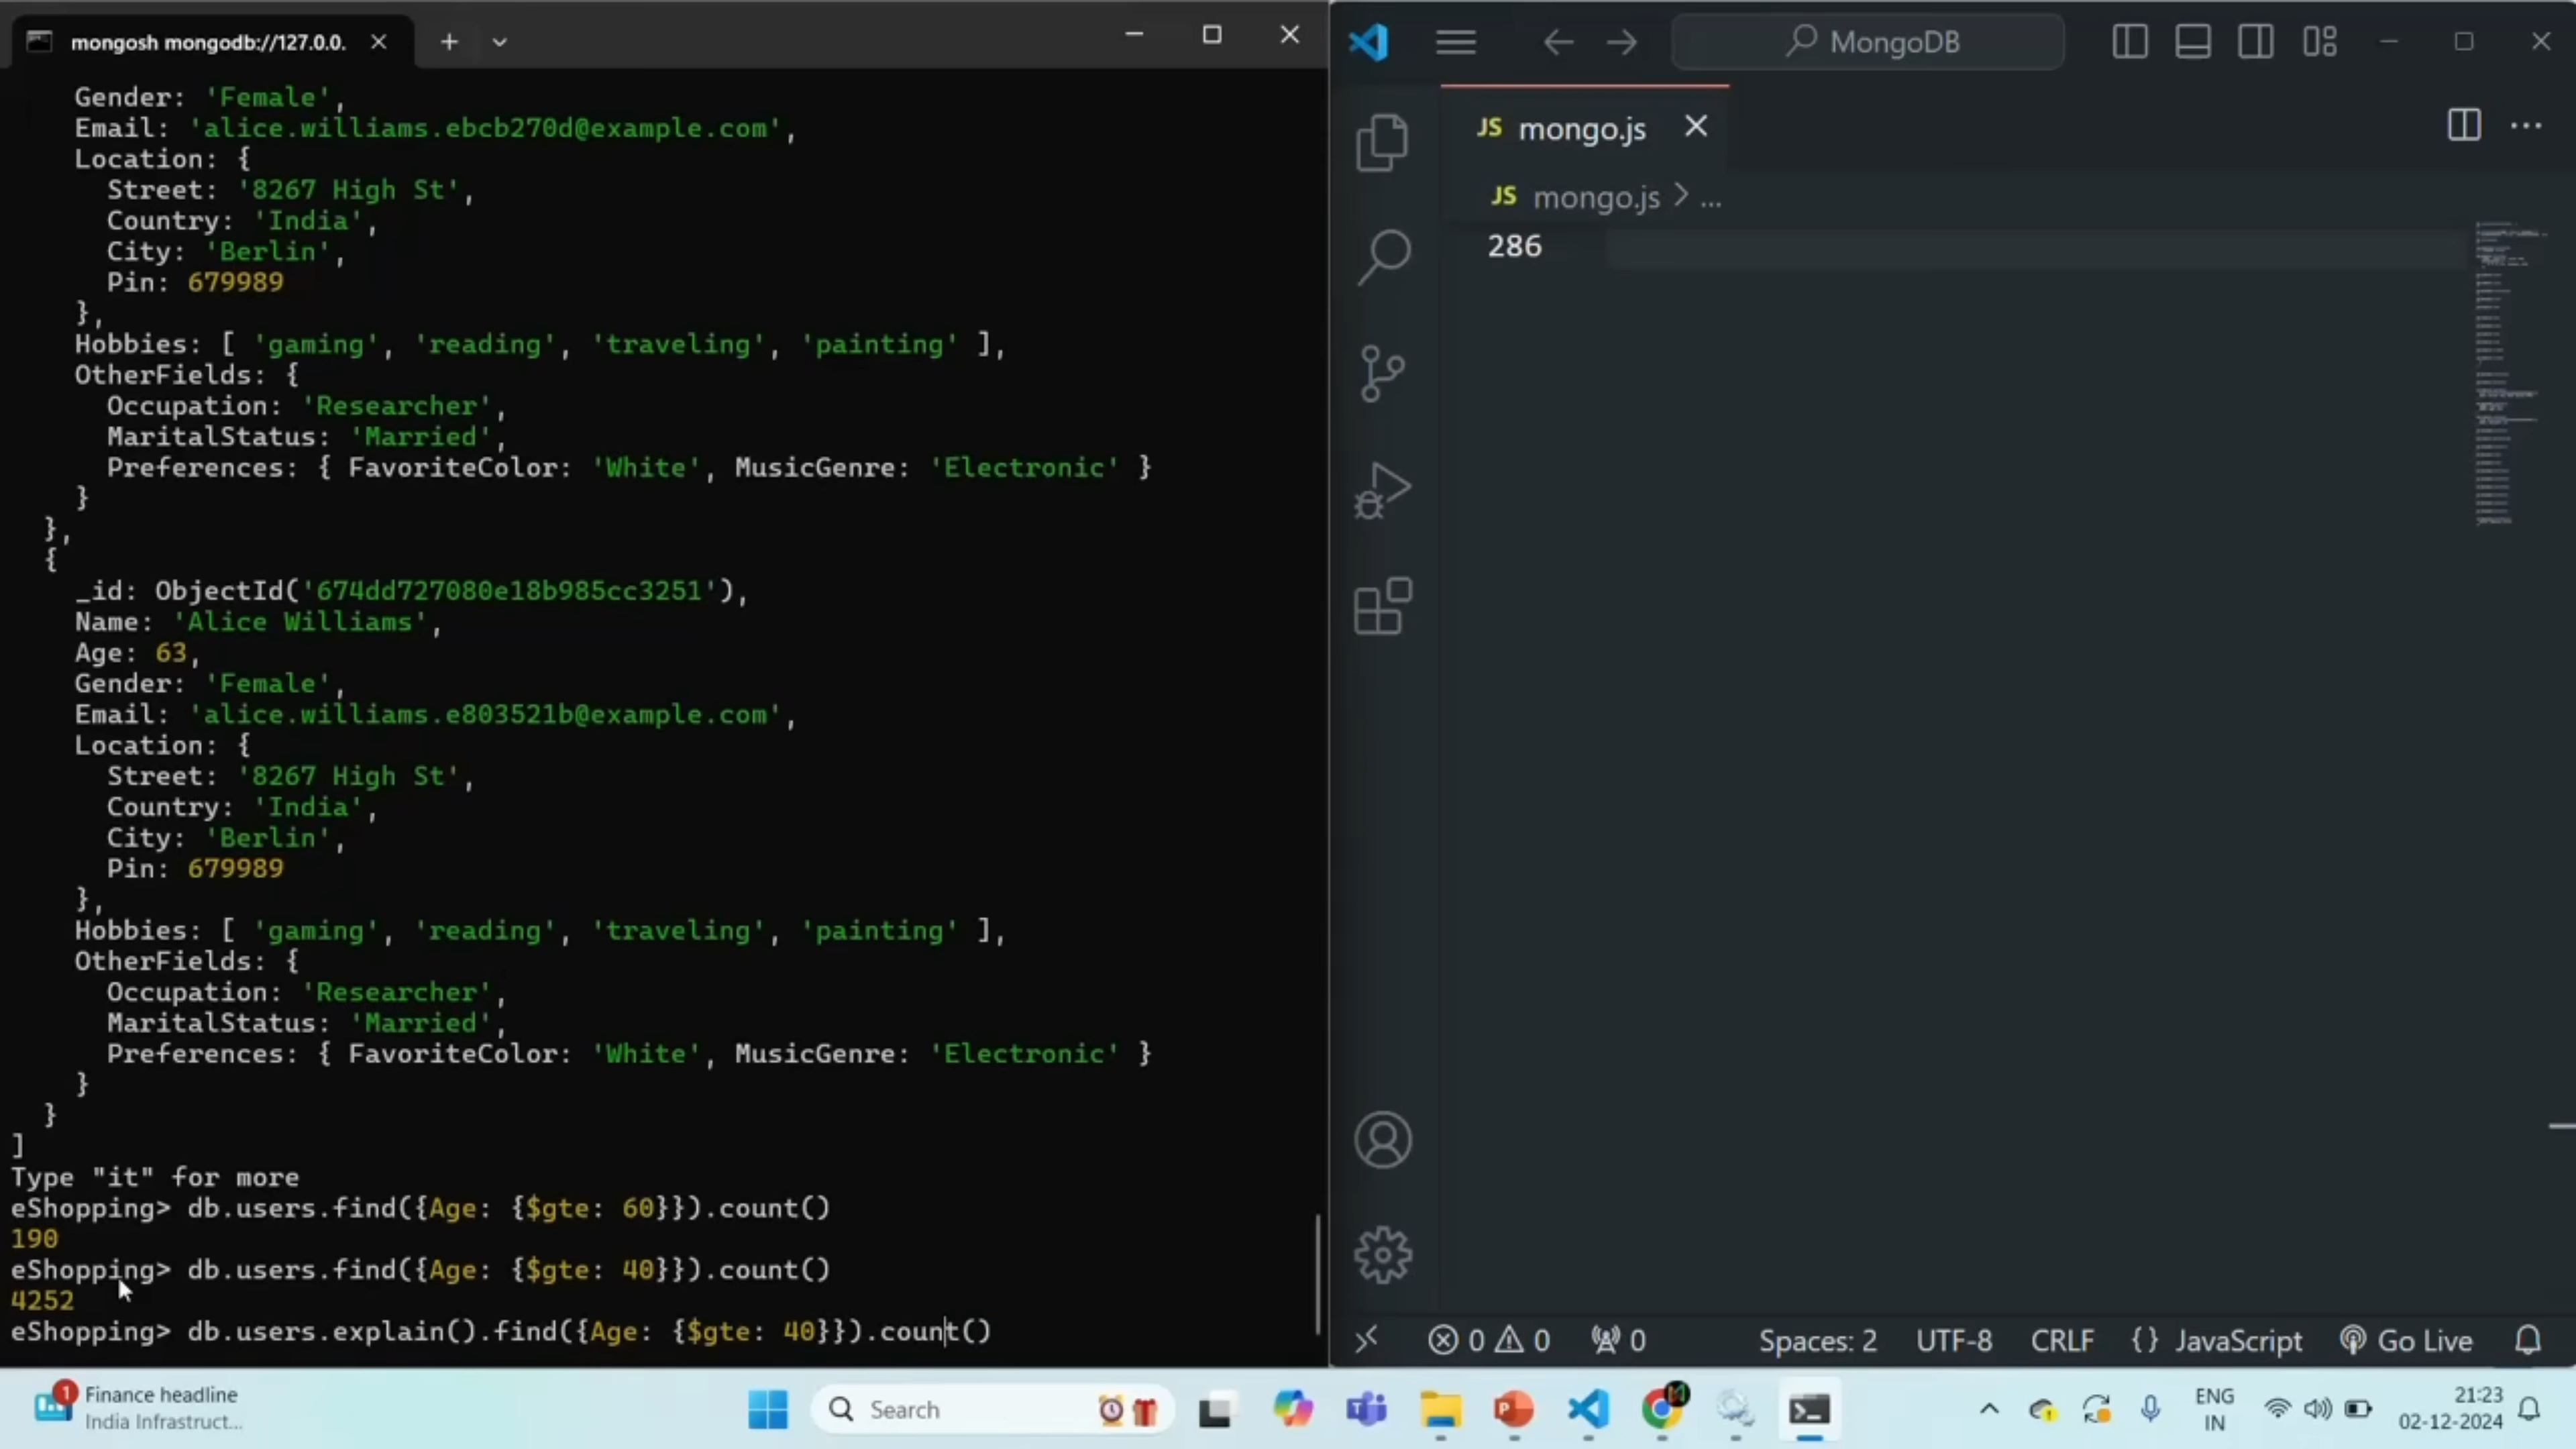 mongosh mongodb://127.0.0.
Gender: 'Female',
Email: 'alice.williams.ebcb270d@example.com',
Location: {
Street: '8267 High St',
Country: 'India',
City: 'Berlin',
Pin: 679989
},
Hobbies: [ 'gaming', 'reading', 'traveling', 'painting' ],
OtherFields: {
Occupation: 'Researcher',
MaritalStatus: 'Married',
Preferences: { FavoriteColor: 'White', MusicGenre: 'Electronic' }
}
},
{
_id: ObjectId('674dd727080e18b985cc3251'),
Name: 'Alice Williams',
Age: 63,
Gender: 'Female',
Email: 'alice.williams.e803521b@example.com',
Location: {
Street: '8267 High St',
Country: 'India',
City: 'Berlin',
Pin: 679989
},
Hobbies: [ 'gaming', 'reading', 'traveling', 'painting' ],
OtherFields: {
Occupation: 'Researcher',
MaritalStatus: 'Married',
Preferences: { FavoriteColor: 'White', MusicGenre: 'Electronic' }
}
}
]
Type "it" for more
eShopping> db.users.find({Age: {$gte: 60}}).count()
190
eShopping> db.users.find({Age: {$gte: 40}}).count()
4252
eShopping> db.users.explain().find({Age: {$gte: 40}}).count()
MongoDB
JS mongo.js
JS mongo.js > ...
286
0 0 0 Spaces: 2 UTF-8 CRLF {} JavaScript Go Live
1 Finance headline
India Infrastruct...
Search
ENG
IN
21:23
02-12-2024